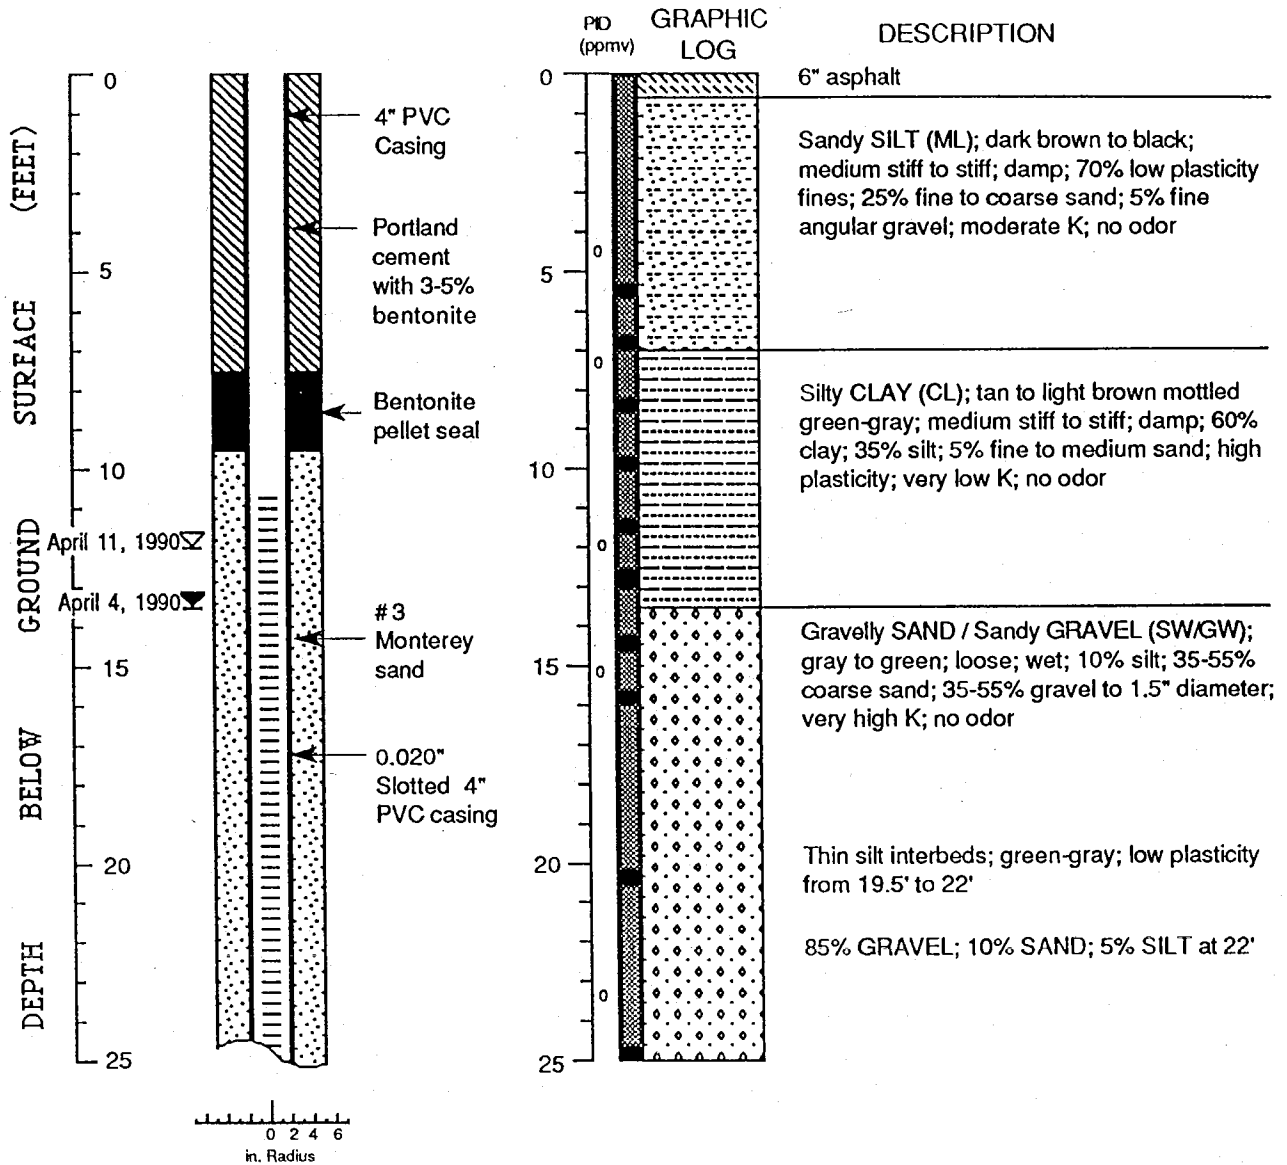 DEPTH BELOW GROUND SURFACE (FEET)
0
5
10
15
20
25
April 11, 1990
April 4, 1990
4" PVC
Casing
Portland
cement
with 3-5%
bentonite
Bentonite
pellet seal
#3
Monterey
sand
0.020"
Slotted 4"
PVC casing
0 2 4 6
in. Radius
PID
(ppmv)
0
5
10
15
20
25
0
0
0
0
0
GRAPHIC
LOG
DESCRIPTION
6" asphalt
Sandy SILT (ML); dark brown to black;
medium stiff to stiff; damp; 70% low plasticity
fines; 25% fine to coarse sand; 5% fine
angular gravel; moderate K; no odor
Silty CLAY (CL); tan to light brown mottled
green-gray; medium stiff to stiff; damp; 60%
clay; 35% silt; 5% fine to medium sand; high
plasticity; very low K; no odor
Gravelly SAND / Sandy GRAVEL (SW/GW);
gray to green; loose; wet; 10% silt; 35-55%
coarse sand; 35-55% gravel to 1.5" diameter;
very high K; no odor
Thin silt interbeds; green-gray; low plasticity
from 19.5' to 22'
85% GRAVEL; 10% SAND; 5% SILT at 22'